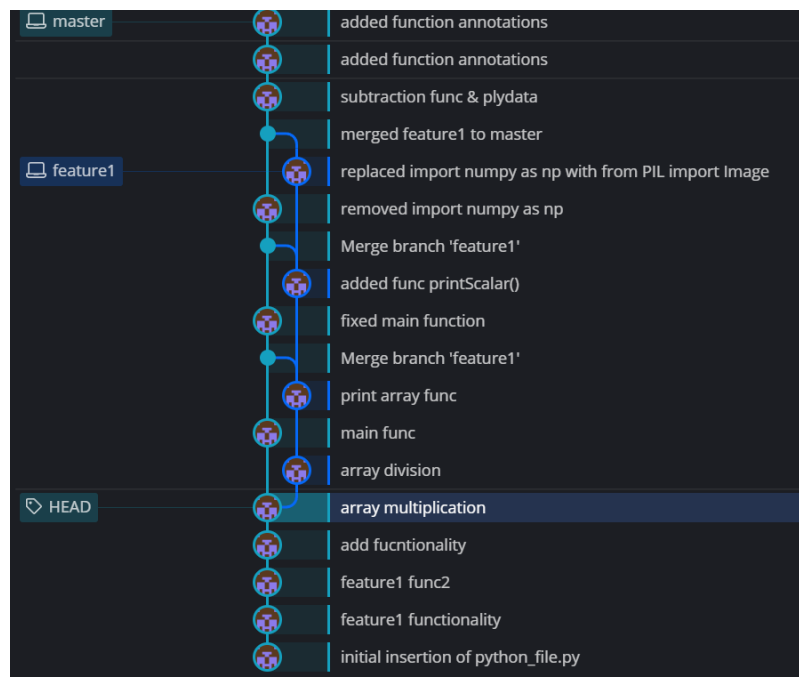 master added function annotations
added function annotations
subtraction func & plydata
merged feature1 to master
feature1 replaced import numpy as np with from PIL import Image
removed import numpy as np
Merge branch 'feature1'
added func printScalar()
fixed main function
Merge branch 'feature1'
print array func
main func
array division
HEAD array multiplication
add fucntionality
feature1 func2
feature1 functionality
initial insertion of python_file.py